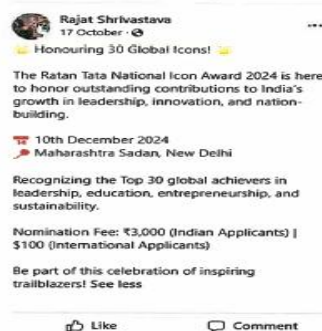 Rajat Shrivastava
17 October ·
Honouring 30 Global Icons!
The Ratan Tata National Icon Award 2024 is here
to honor outstanding contributions to India's
growth in leadership, innovation, and nation-
building.
10th December 2024
Maharashtra Sadan, New Delhi
Recognizing the Top 30 global achievers in
leadership, education, entrepreneurship, and
sustainability.
Nomination Fee: ₹3,000 (Indian Applicants) |
$100 (International Applicants)
Be part of this celebration of inspiring
trailblazers! See less
Like Comment